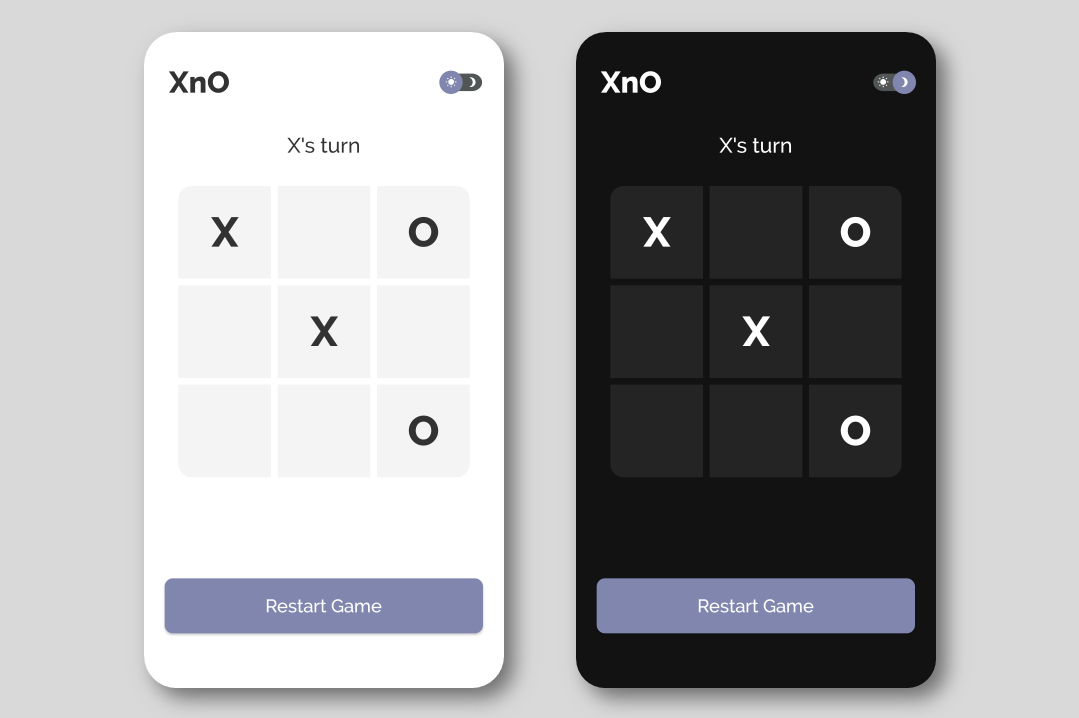 XnO
X's turn
X O
X
O
Restart Game
XnO
X's turn
X O
X
O
Restart Game